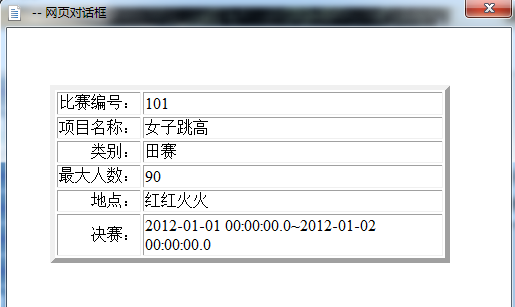 -- 网页对话框
比赛编号： 101
项目名称： 女子跳高
类别： 田赛
最大人数： 90
地点： 红红火火
决赛： 2012-01-01 00:00:00.0~2012-01-02
00:00:00.0